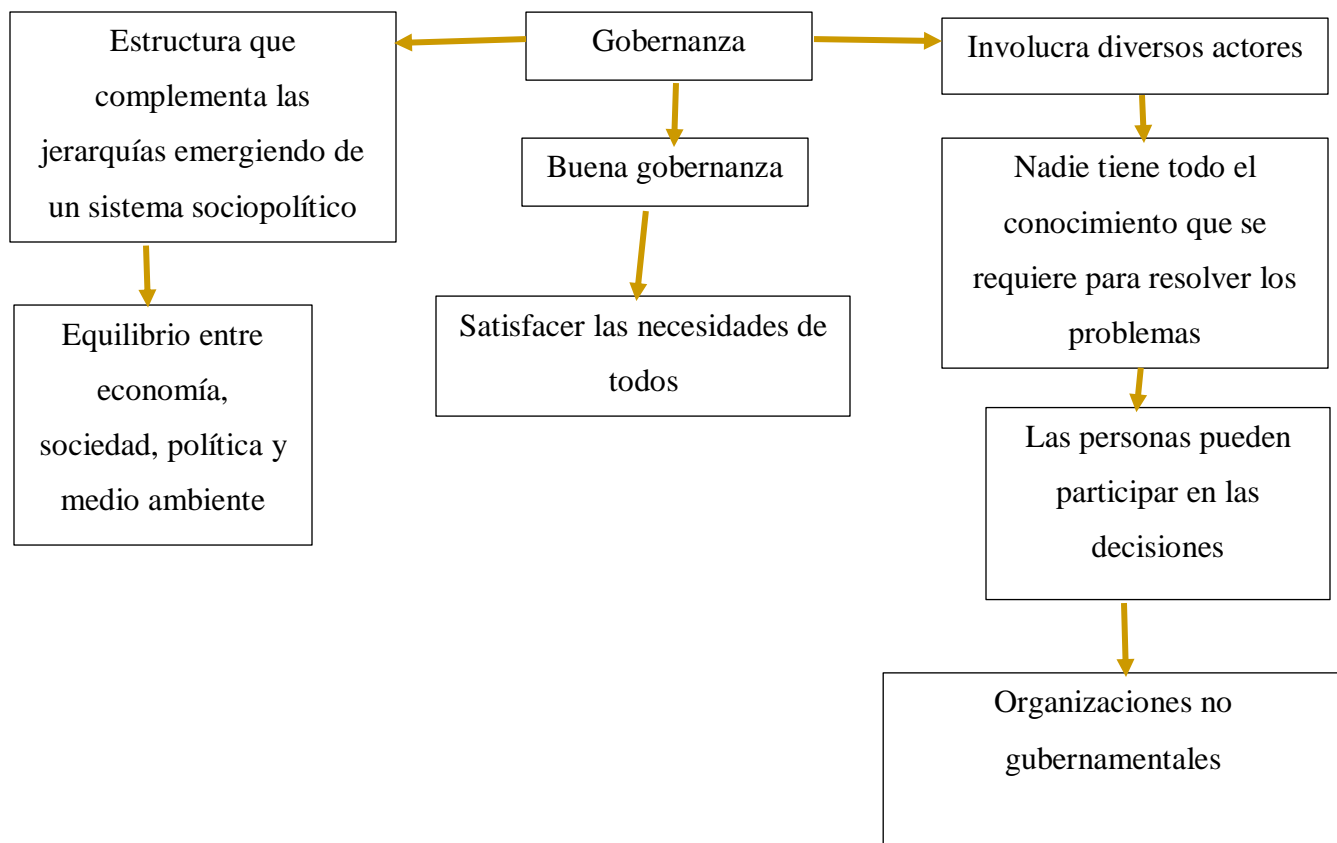 Gobernanza
Estructura que
complementa las
jerarquías emergiendo de
un sistema sociopolítico
Equilibrio entre
economía,
sociedad, política y
medio ambiente
Buena gobernanza
Satisfacer las necesidades de
todos
Involucra diversos actores
Nadie tiene todo el
conocimiento que se
requiere para resolver los
problemas
Las personas pueden
participar en las
decisiones
Organizaciones no
gubernamentales